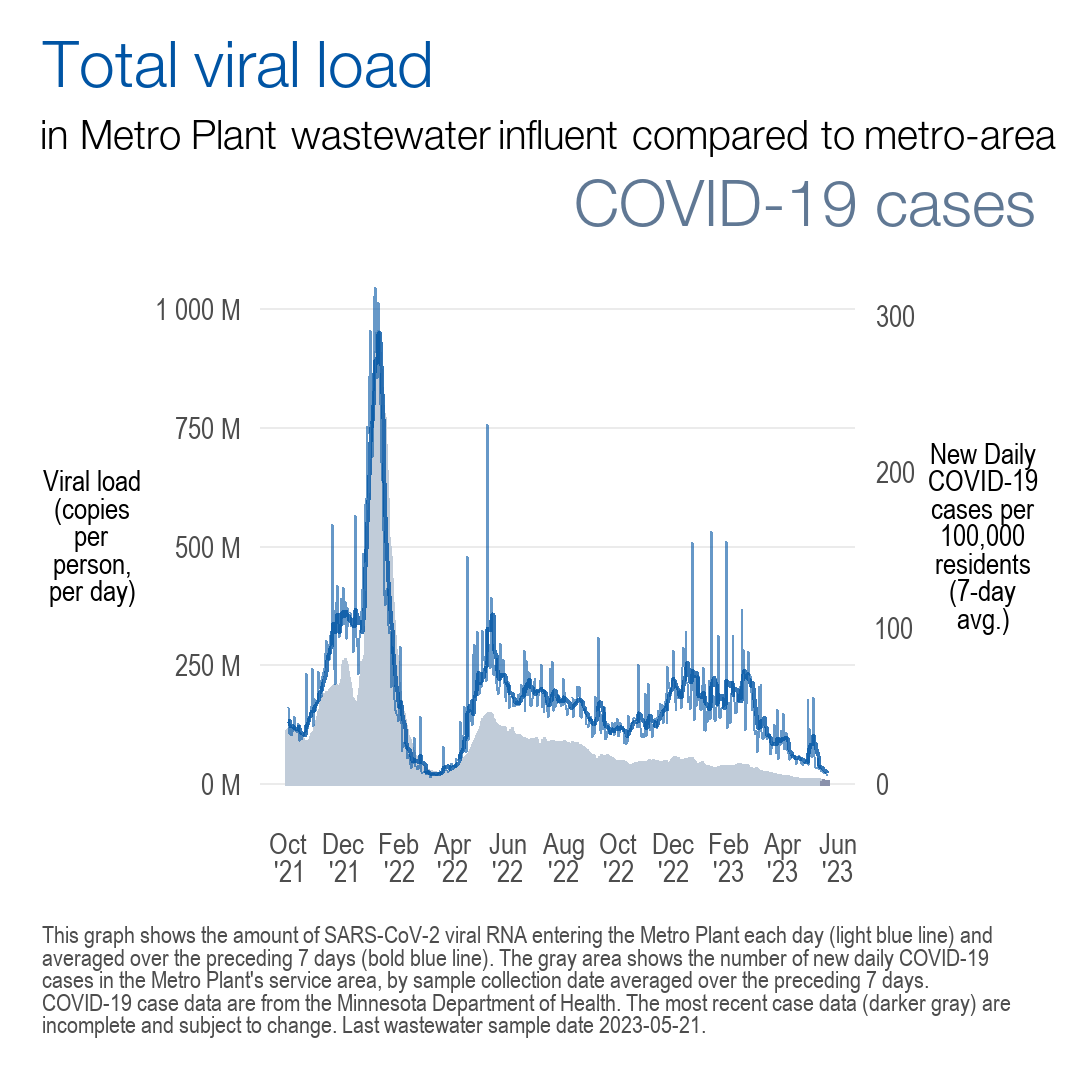 Total viral load
in Metro Plant wastewater influent compared to metro-area
COVID-19 cases
1 000 M
750 M
500 M
250 M
0 M
Viral load
(copies
per
person,
per day)
300
200
100
0
New Daily
COVID-19
cases per
100,000
residents
(7-day
avg.)
Oct Dec Feb Apr Jun Aug Oct Dec Feb Apr Jun
'21 '21 '22 '22 '22 '22 '22 '22 '23 '23 '23
This graph shows the amount of SARS-CoV-2 viral RNA entering the Metro Plant each day (light blue line) and
averaged over the preceding 7 days (bold blue line). The gray area shows the number of new daily COVID-19
cases in the Metro Plant's service area, by sample collection date averaged over the preceding 7 days.
COVID-19 case data are from the Minnesota Department of Health. The most recent case data (darker gray) are
incomplete and subject to change. Last wastewater sample date 2023-05-21.